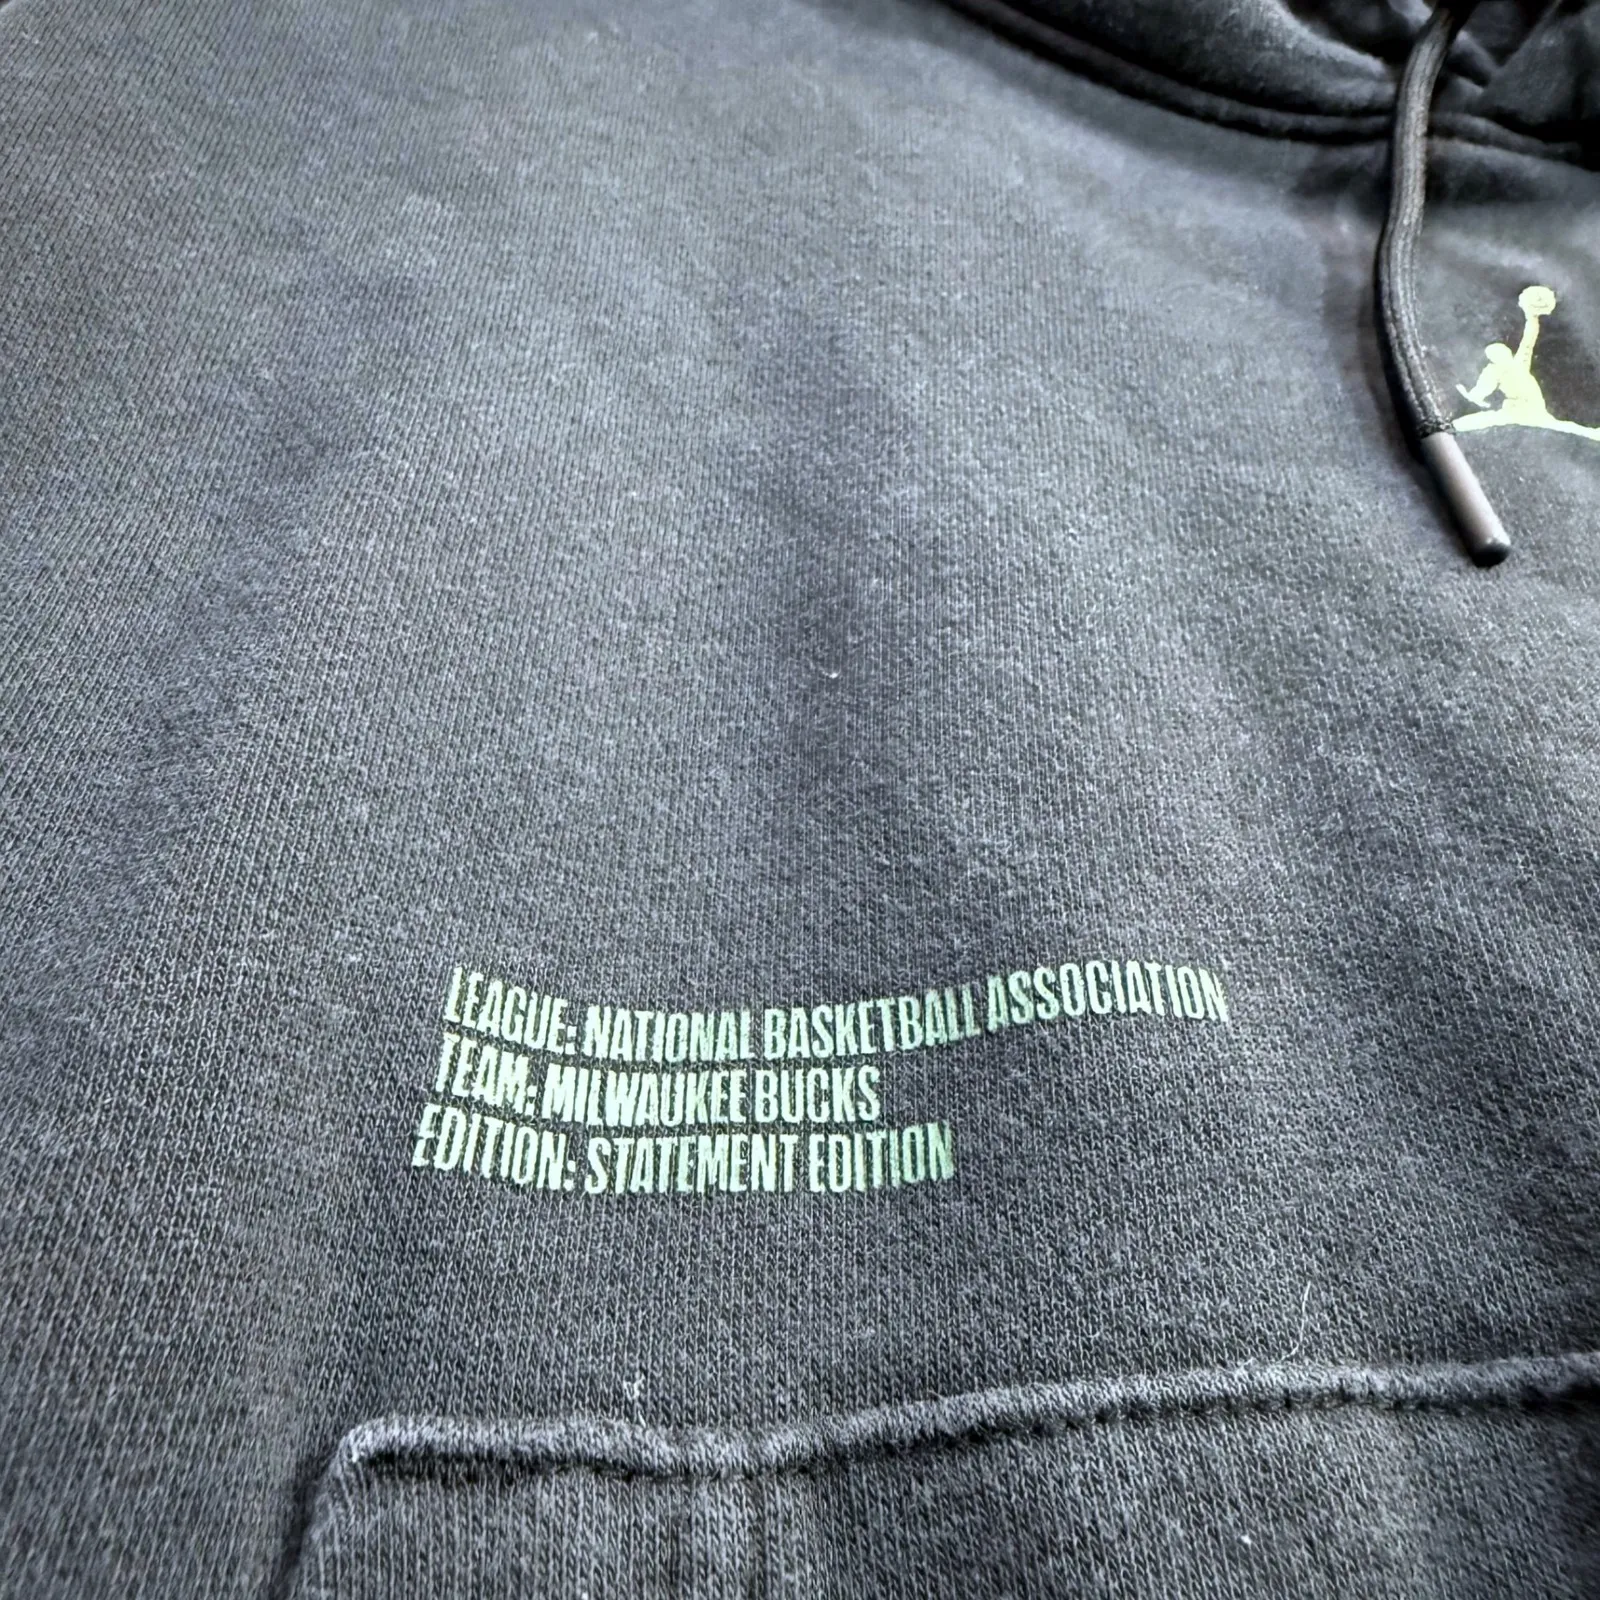 LEAGUE: NATIONAL BASKETBALL ASSOCIATION
TEAM: MILWAUKEE BUCKS
EDITION: STATEMENT EDITION